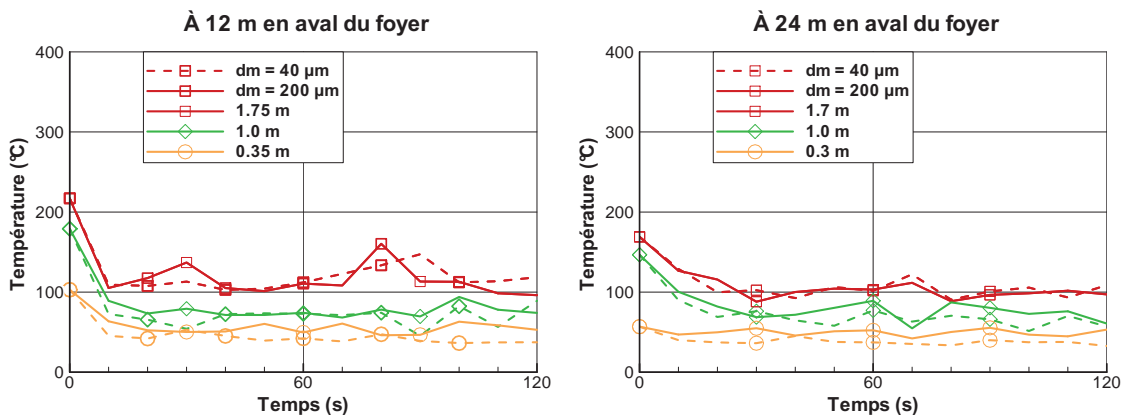 À 12 m en aval du foyer
400
300
200
100
0
Température (°C)
dm = 40 µm
dm = 200 µm
1.75 m
1.0 m
0.35 m
0
60
120
Temps (s)
À 24 m en aval du foyer
400
300
200
100
0
Température (°C)
dm = 40 µm
dm = 200 µm
1.7 m
1.0 m
0.3 m
0
60
120
Temps (s)